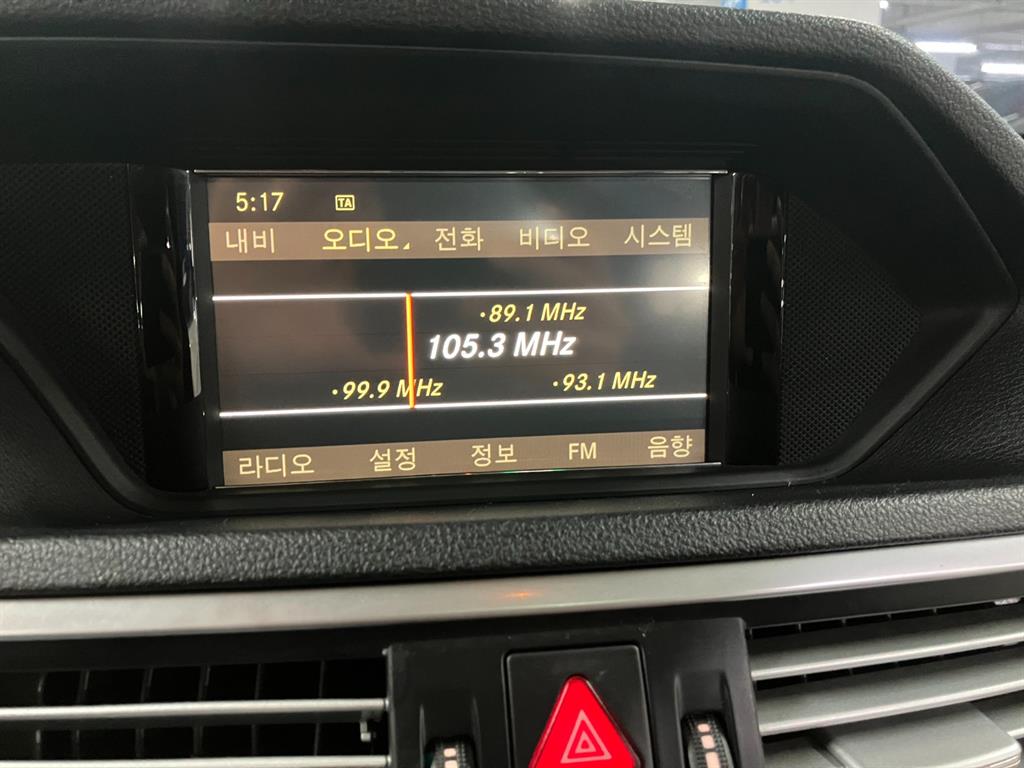 5:17 TA
내비 오디오 전화 비디오 시스템
·89.1 MHz
105.3 MHz
·99.9 MHz ·93.1 MHz
라디오 설정 정보 FM 음향